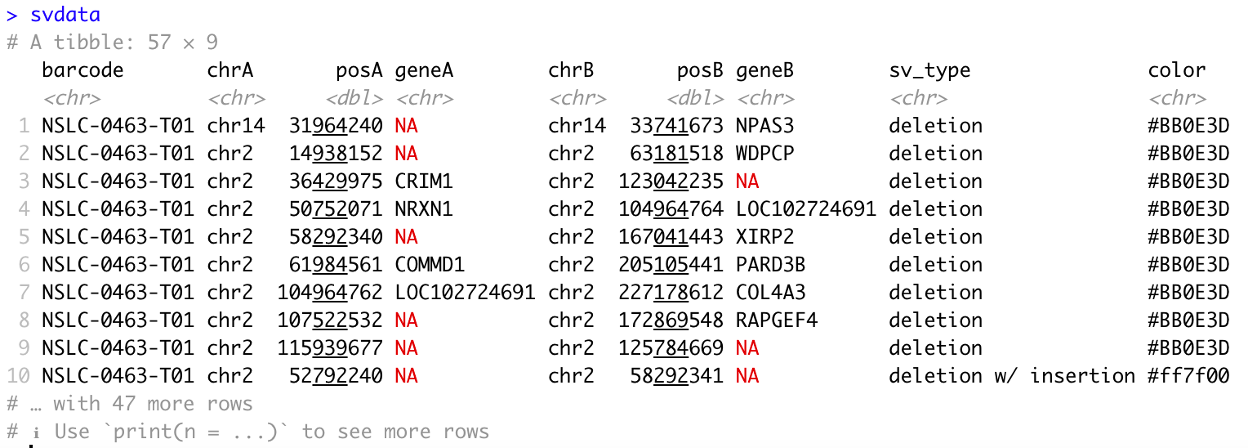 > svdata
# A tibble: 57 × 9
barcode chrA posA geneA chrB posB geneB sv_type color
<chr> <chr> <dbl> <chr> <chr> <dbl> <chr> <chr> <chr>
1 NSLC-0463-T01 chr14 31964240 NA chr14 33741673 NPAS3 deletion #BB0E3D
2 NSLC-0463-T01 chr2 14938152 NA chr2 63181518 WDPCP deletion #BB0E3D
3 NSLC-0463-T01 chr2 36429975 CRIM1 chr2 123042235 NA deletion #BB0E3D
4 NSLC-0463-T01 chr2 50752071 NRXN1 chr2 104964764 LOC102724691 deletion #BB0E3D
5 NSLC-0463-T01 chr2 58292340 NA chr2 167041443 XIRP2 deletion #BB0E3D
6 NSLC-0463-T01 chr2 61984561 COMMD1 chr2 205105441 PARD3B deletion #BB0E3D
7 NSLC-0463-T01 chr2 104964762 LOC102724691 chr2 227178612 COL4A3 deletion #BB0E3D
8 NSLC-0463-T01 chr2 107522532 NA chr2 172869548 RAPGEF4 deletion #BB0E3D
9 NSLC-0463-T01 chr2 115939677 NA chr2 125784669 NA deletion #BB0E3D
10 NSLC-0463-T01 chr2 52792240 NA chr2 58292341 NA deletion w/ insertion #ff7f00
# … with 47 more rows
# ℹ Use `print(n = ...)` to see more rows